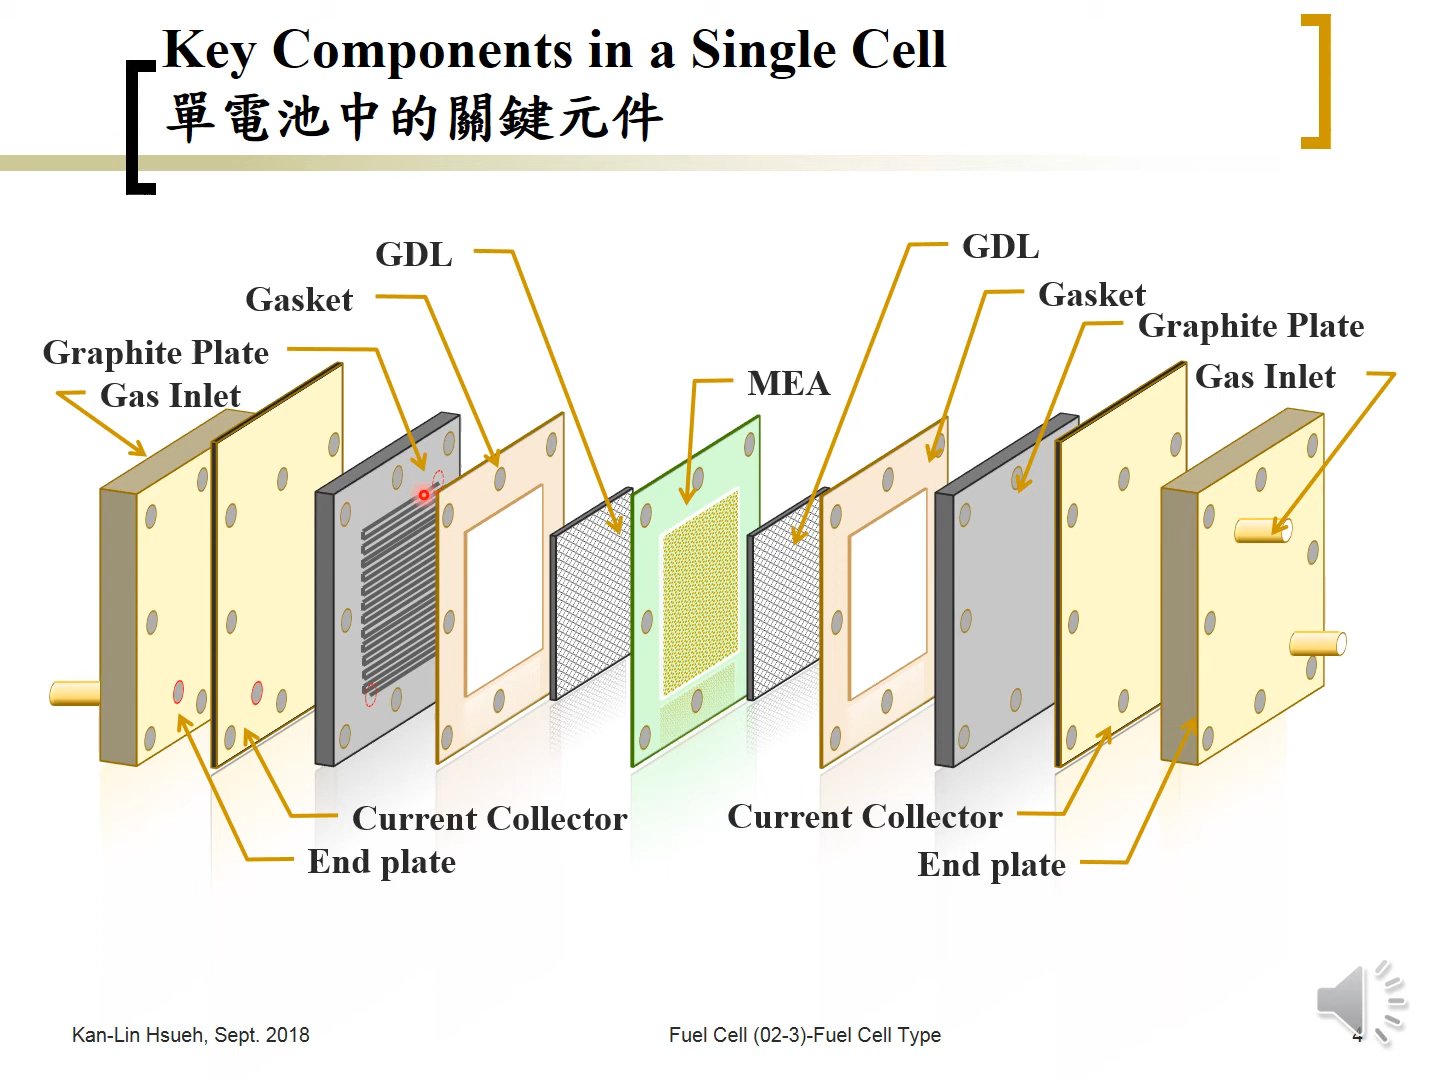 Key Components in a Single Cell
單電池中的關鍵元件
GDL
GDL
Gasket
Gasket
Graphite Plate
Graphite Plate
Gas Inlet
Gas Inlet
MEA
Current Collector
Current Collector
End plate
End plate
Kan-Lin Hsueh, Sept. 2018
Fuel Cell (02-3)-Fuel Cell Type
4